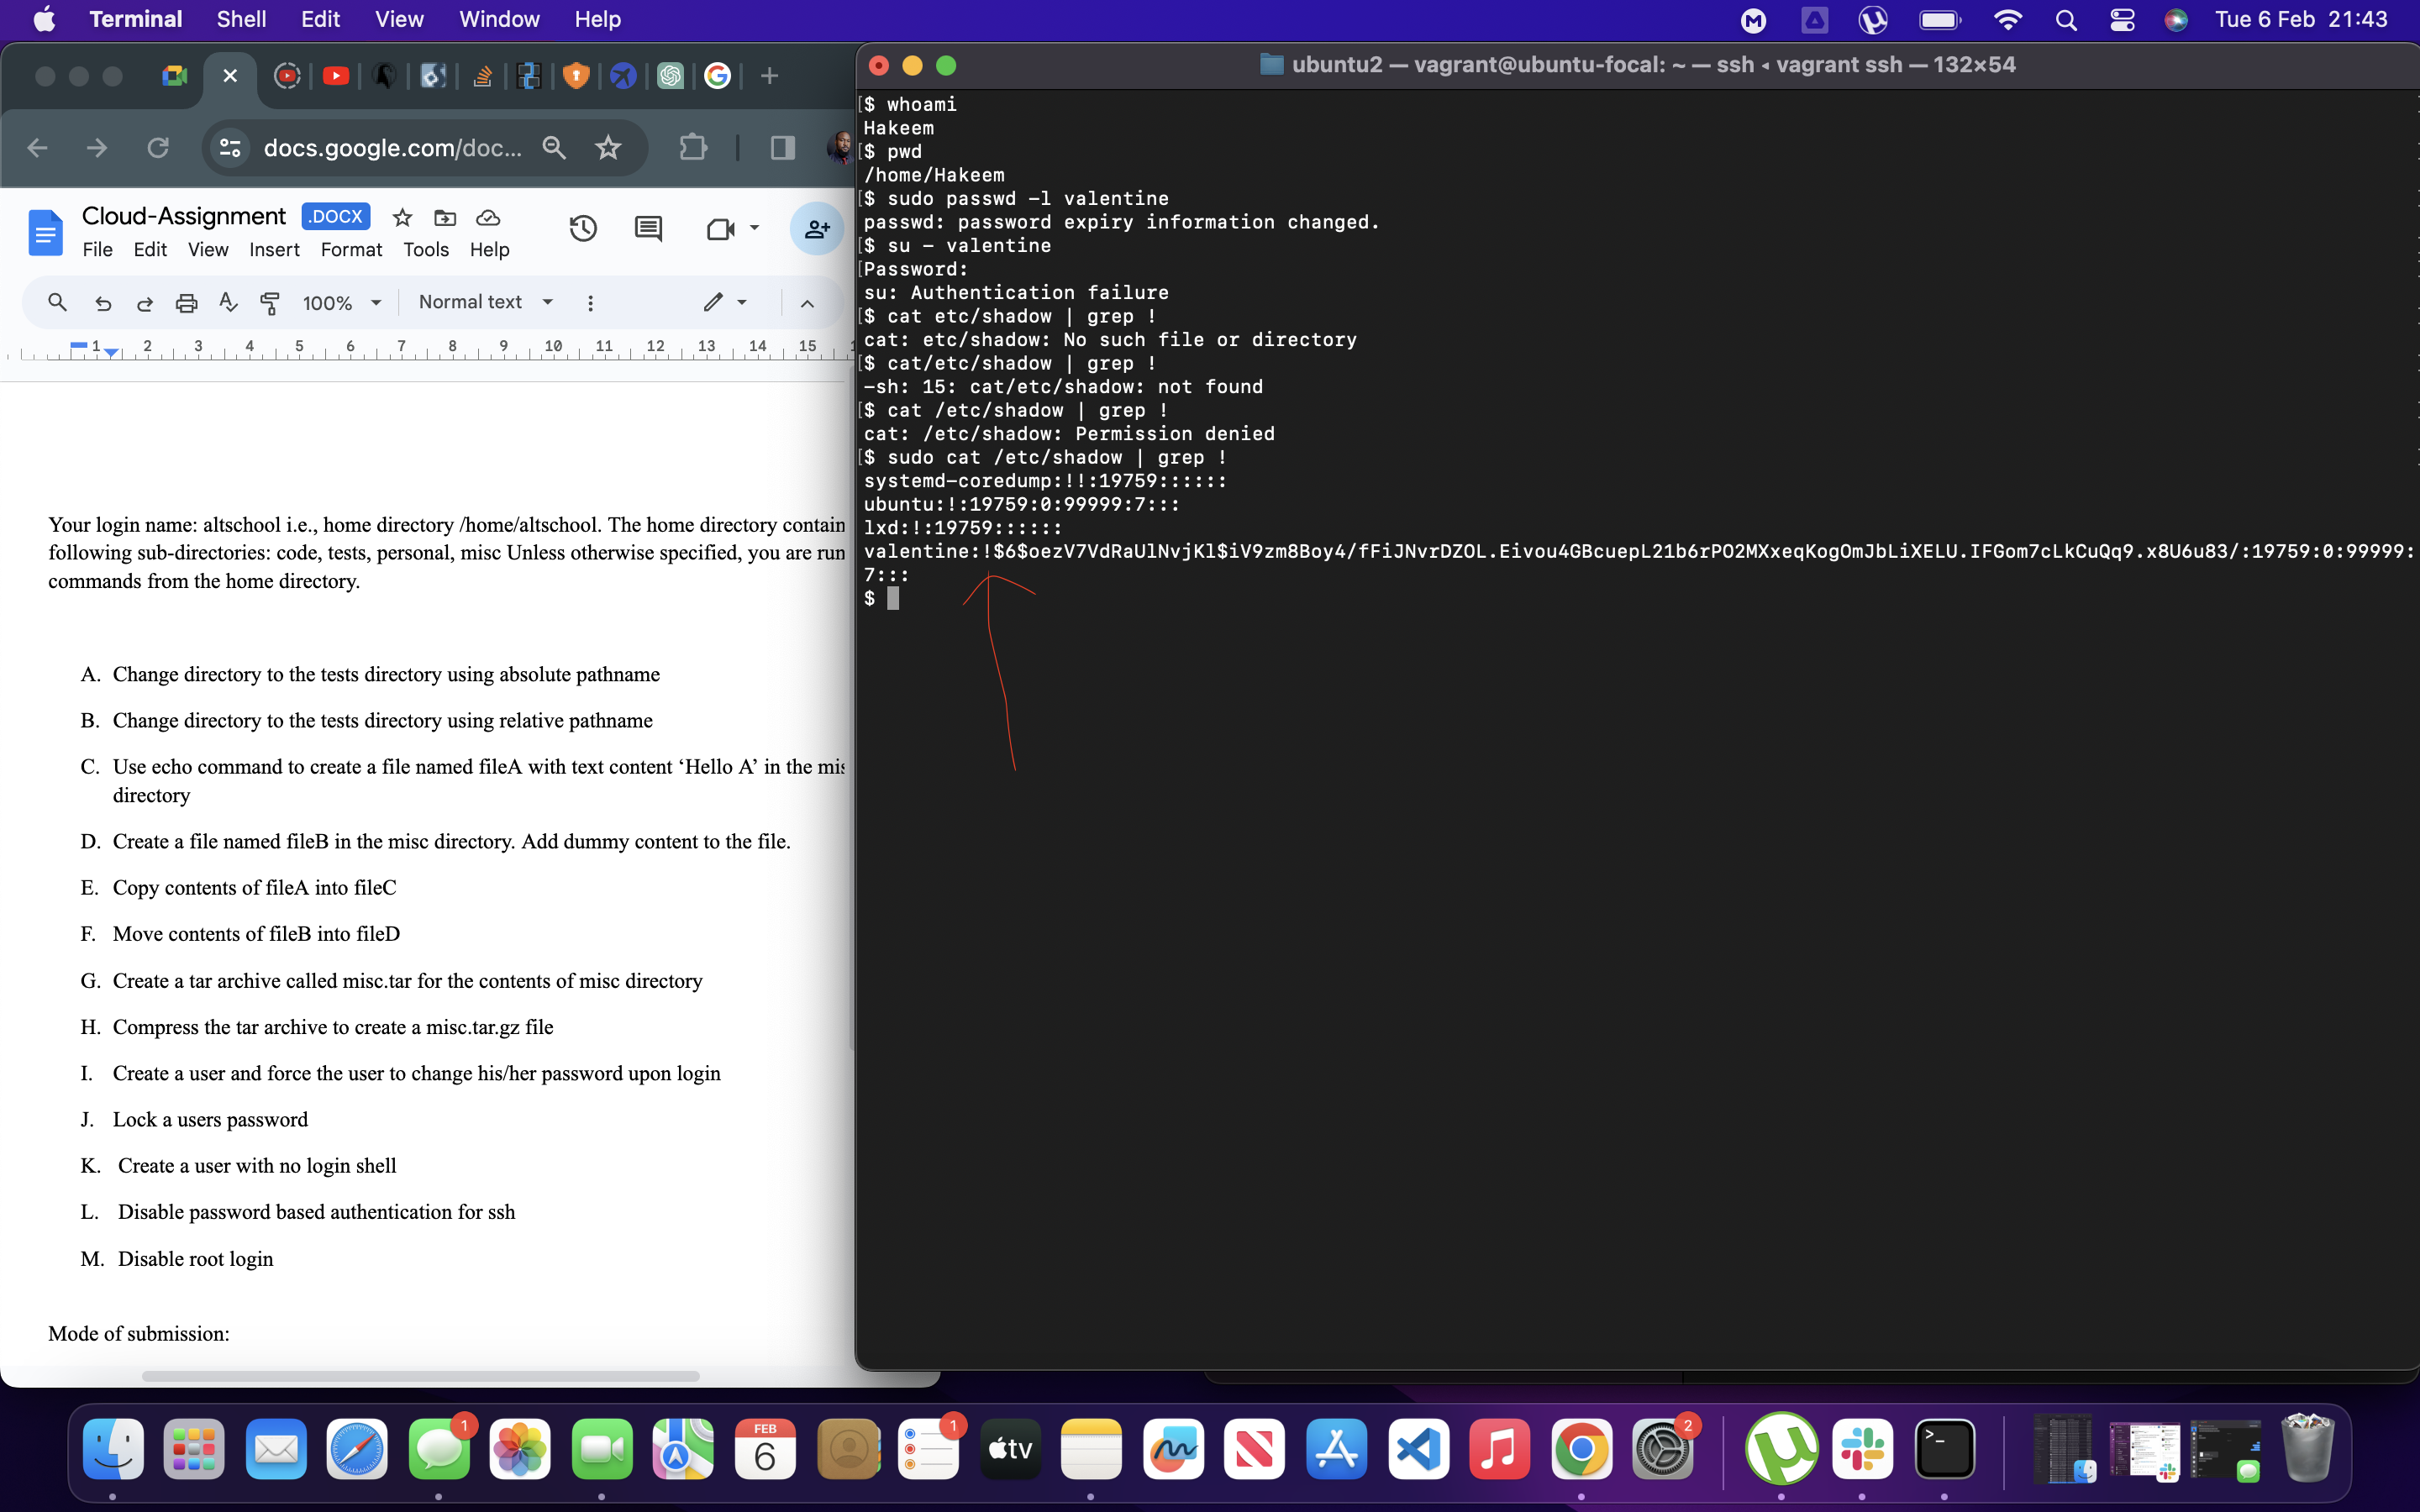 Terminal Shell Edit View Window Help
Tue 6 Feb 21:43
docs.google.com/doc...
Cloud-Assignment .DOCX
File Edit View Insert Format Tools Help
100% Normal text
1 2 3 4 5 6 7 8 9 10 11 12 13 14 15
Your login name: altschool i.e., home directory /home/altschool. The home directory contain
following sub-directories: code, tests, personal, misc Unless otherwise specified, you are run
commands from the home directory.
A. Change directory to the tests directory using absolute pathname
B. Change directory to the tests directory using relative pathname
C. Use echo command to create a file named fileA with text content ‘Hello A’ in the mis
directory
D. Create a file named fileB in the misc directory. Add dummy content to the file.
E. Copy contents of fileA into fileC
F. Move contents of fileB into fileD
G. Create a tar archive called misc.tar for the contents of misc directory
H. Compress the tar archive to create a misc.tar.gz file
I. Create a user and force the user to change his/her password upon login
J. Lock a users password
K. Create a user with no login shell
L. Disable password based authentication for ssh
M. Disable root login
Mode of submission:
ubuntu2 — vagrant@ubuntu-focal: ~ — ssh ◂ vagrant ssh — 132×54
[$ whoami
Hakeem
[$ pwd
/home/Hakeem
[$ sudo passwd -l valentine
passwd: password expiry information changed.
[$ su - valentine
[Password:
su: Authentication failure
[$ cat etc/shadow | grep !
cat: etc/shadow: No such file or directory
[$ cat/etc/shadow | grep !
-sh: 15: cat/etc/shadow: not found
[$ cat /etc/shadow | grep !
cat: /etc/shadow: Permission denied
[$ sudo cat /etc/shadow | grep !
systemd-coredump:!!:19759::::::
ubuntu:!:19759:0:99999:7:::
lxd:!:19759::::::
valentine:!$6$oezV7VdRaUlNvjKl$iV9zm8Boy4/fFiJNvrDZOL.Eivou4GBcuepL21b6rPO2MXxeqKogOmJbLiXELU.IFGom7cLkCuQq9.x8U6u83/:19759:0:99999:
7:::
$
1
FEB
6
1
tv
2